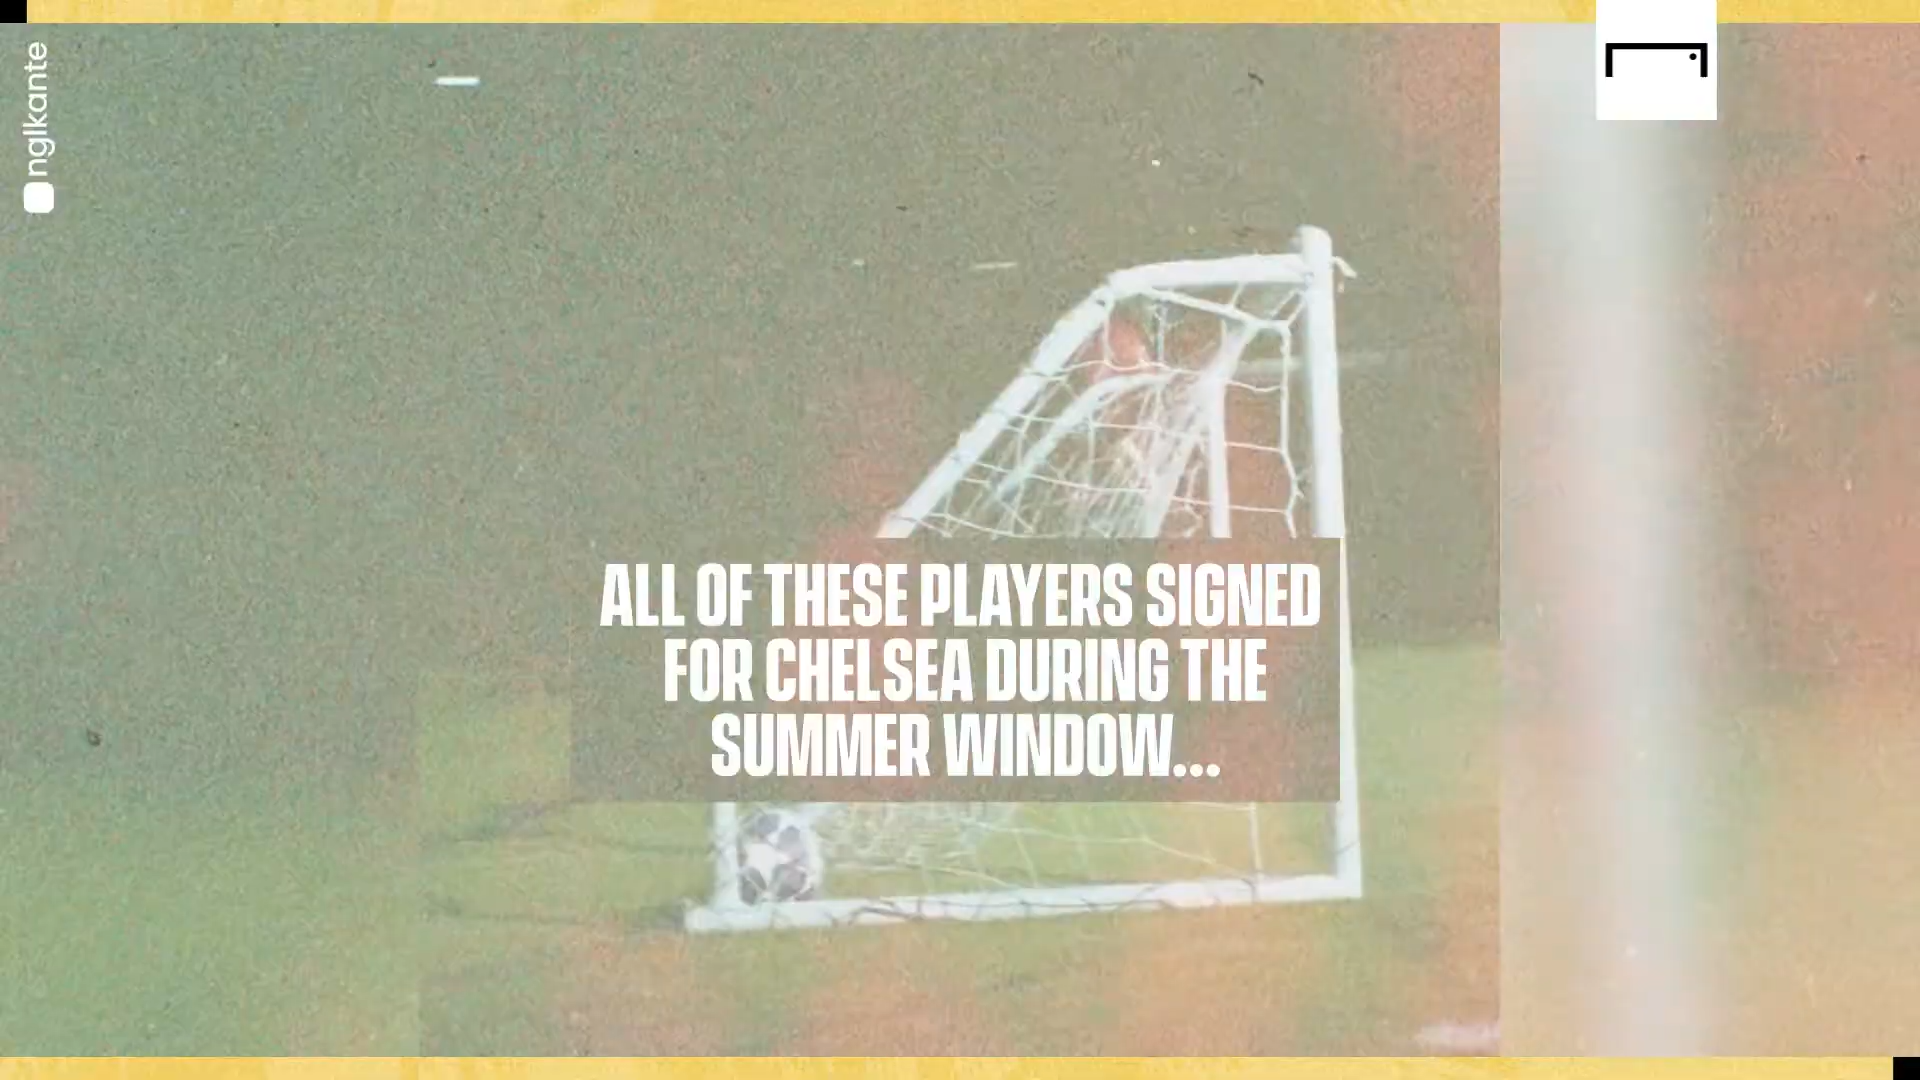 nglkante
ALL OF THESE PLAYERS SIGNED
FOR CHELSEA DURING THE
SUMMER WINDOW...